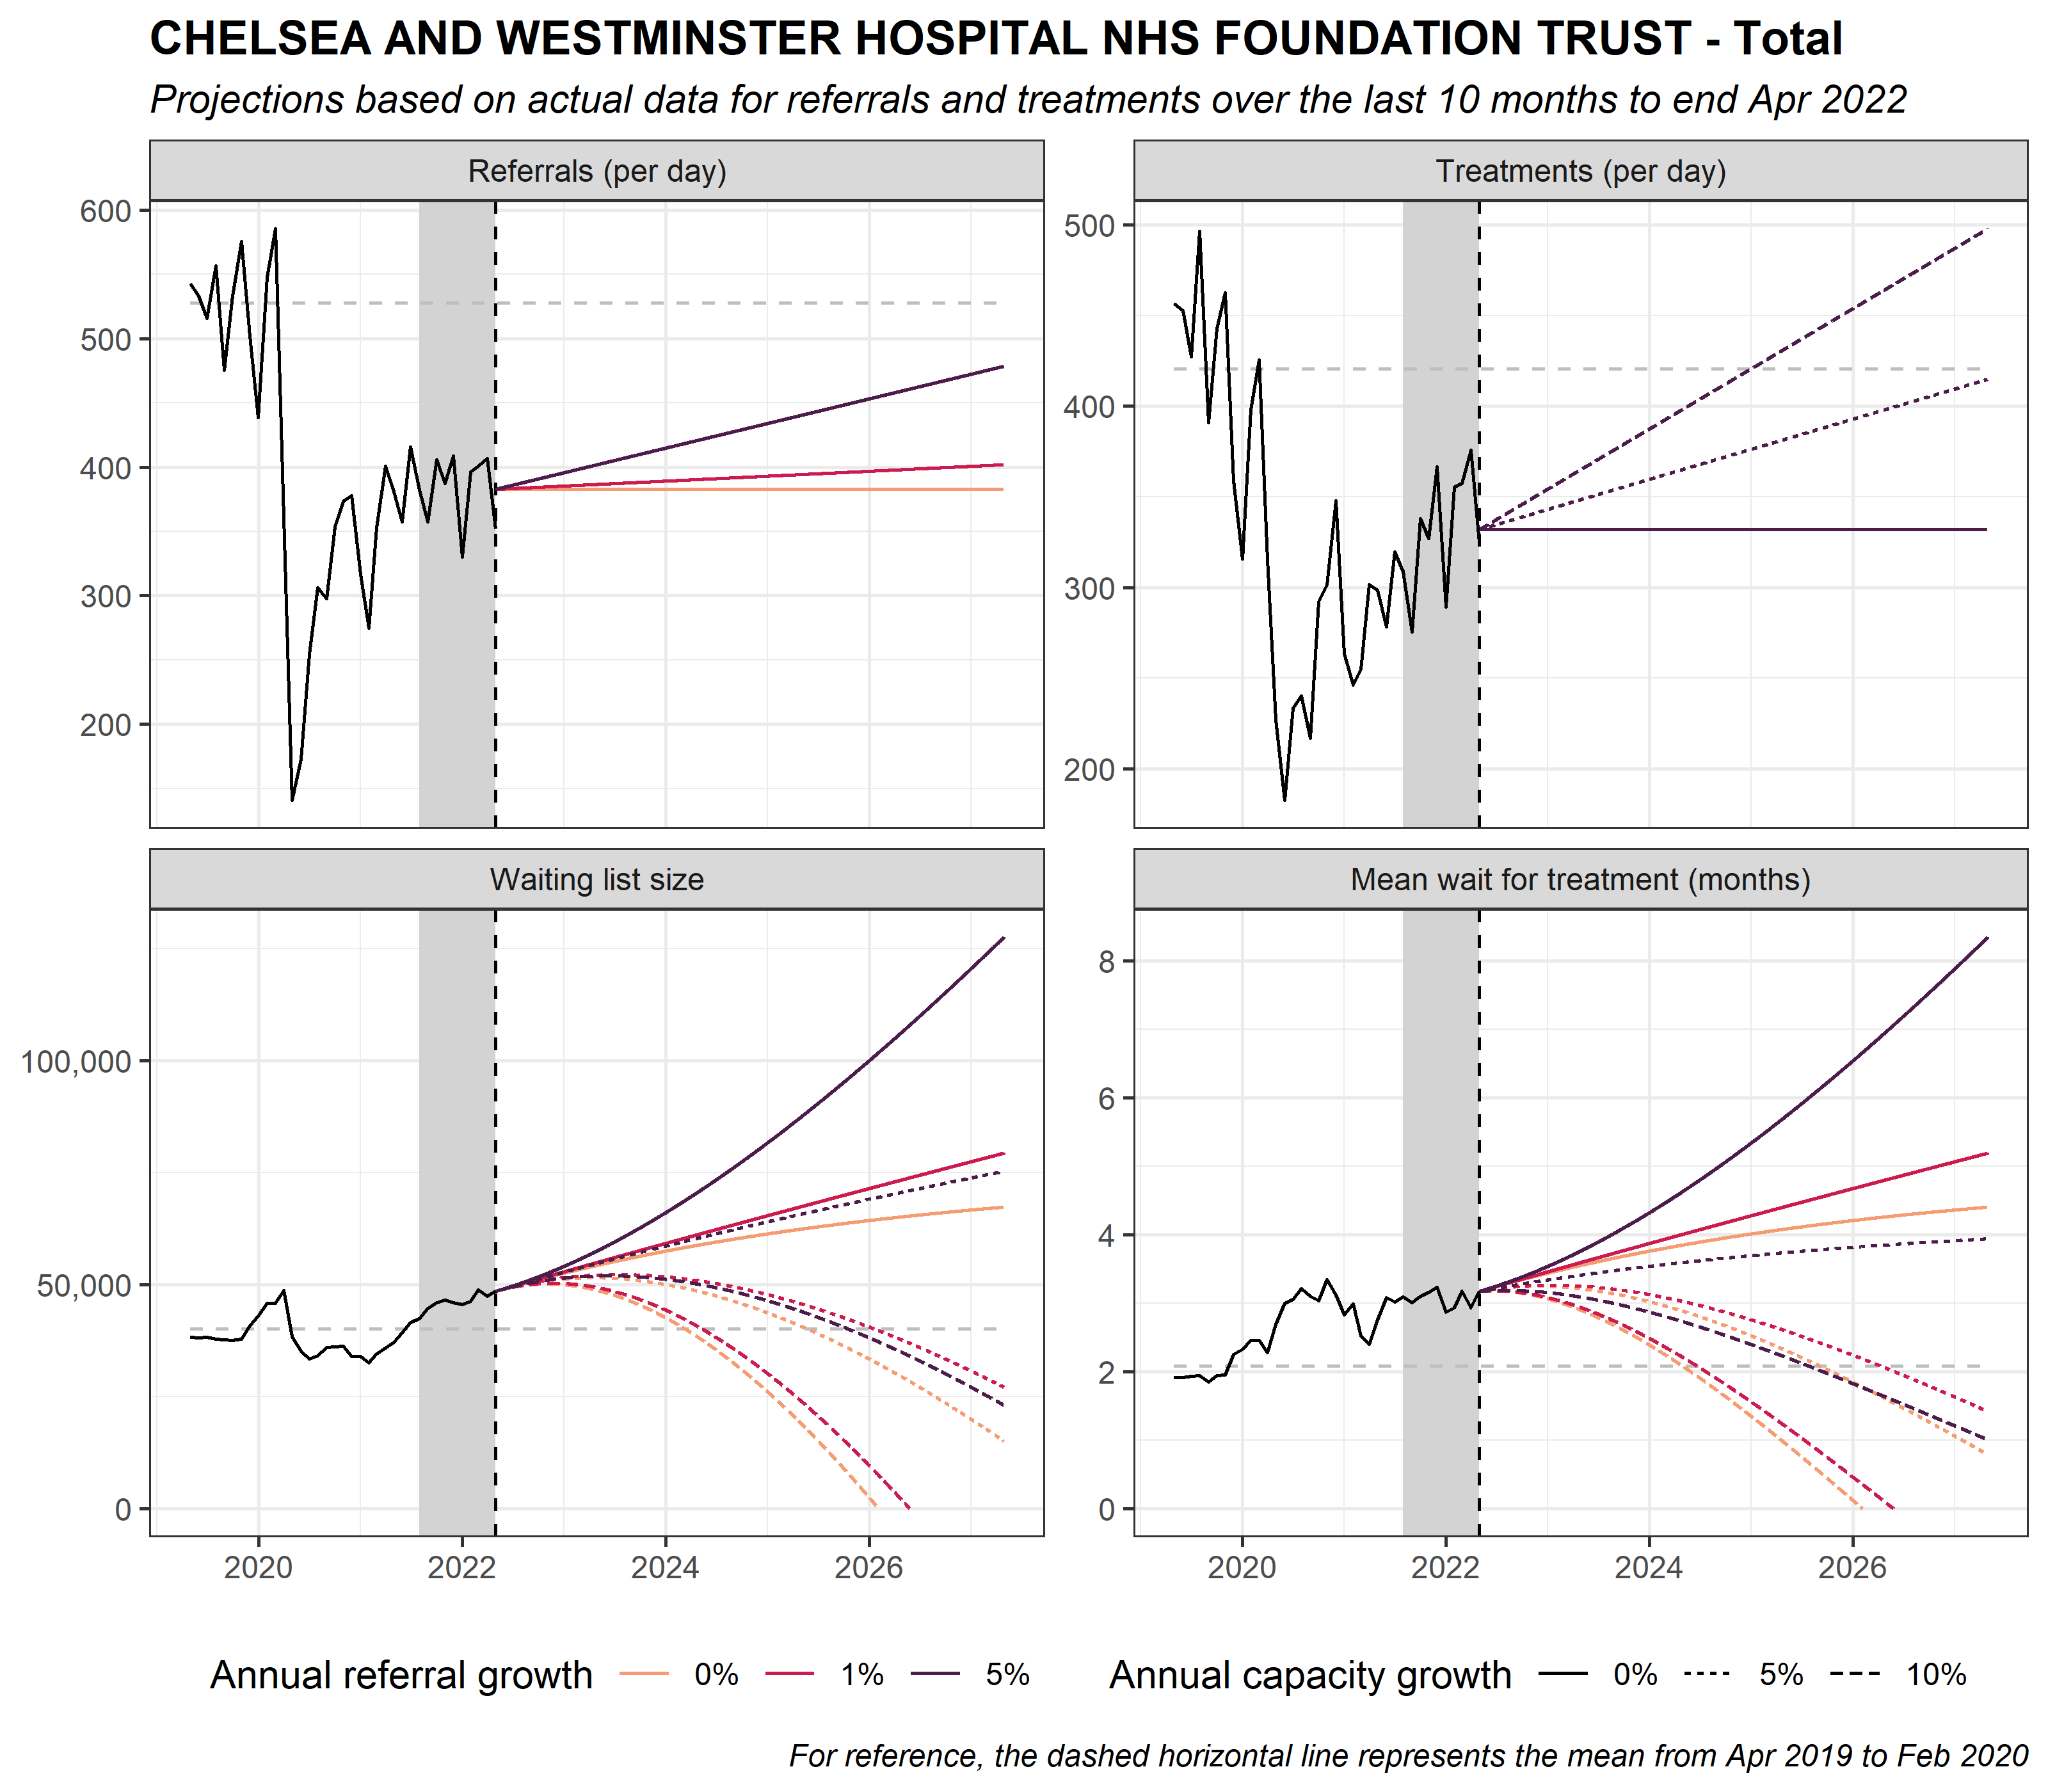 CHELSEA AND WESTMINSTER HOSPITAL NHS FOUNDATION TRUST - Total
Projections based on actual data for referrals and treatments over the last 10 months to end Apr 2022
Referrals (per day)
600
500
400
300
200
Treatments (per day)
500
400
300
200
Waiting list size
100,000
50,000
0
2020 2022 2024 2026
Mean wait for treatment (months)
8
6
4
2
0
2020 2022 2024 2026
Annual referral growth 0% 1% 5%
Annual capacity growth 0% 5% 10%
For reference, the dashed horizontal line represents the mean from Apr 2019 to Feb 2020